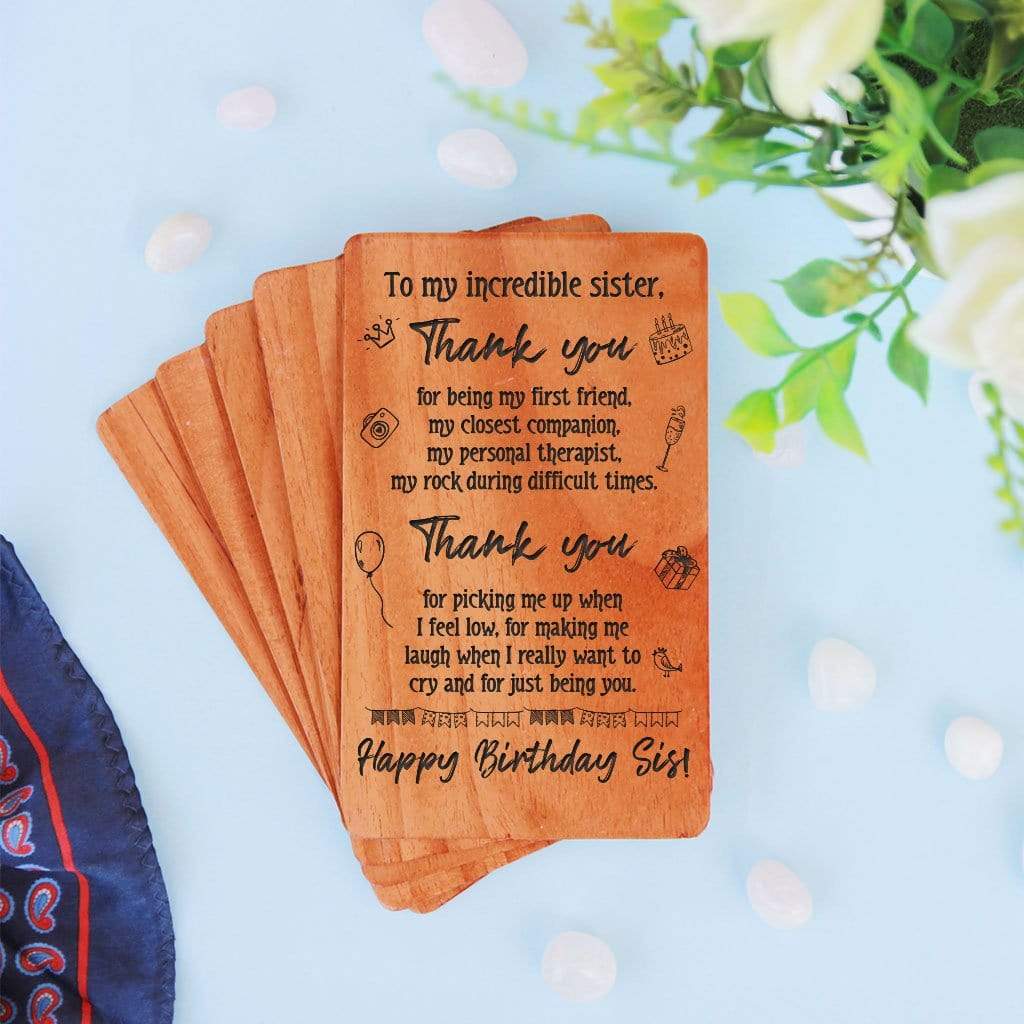 To my incredible sister,
Thank you
for being my first friend,
my closest companion,
my personal therapist,
my rock during difficult times.
Thank you
for picking me up when
I feel low, for making me
laugh when I really want to
cry and for just being you.
Happy Birthday Sis!